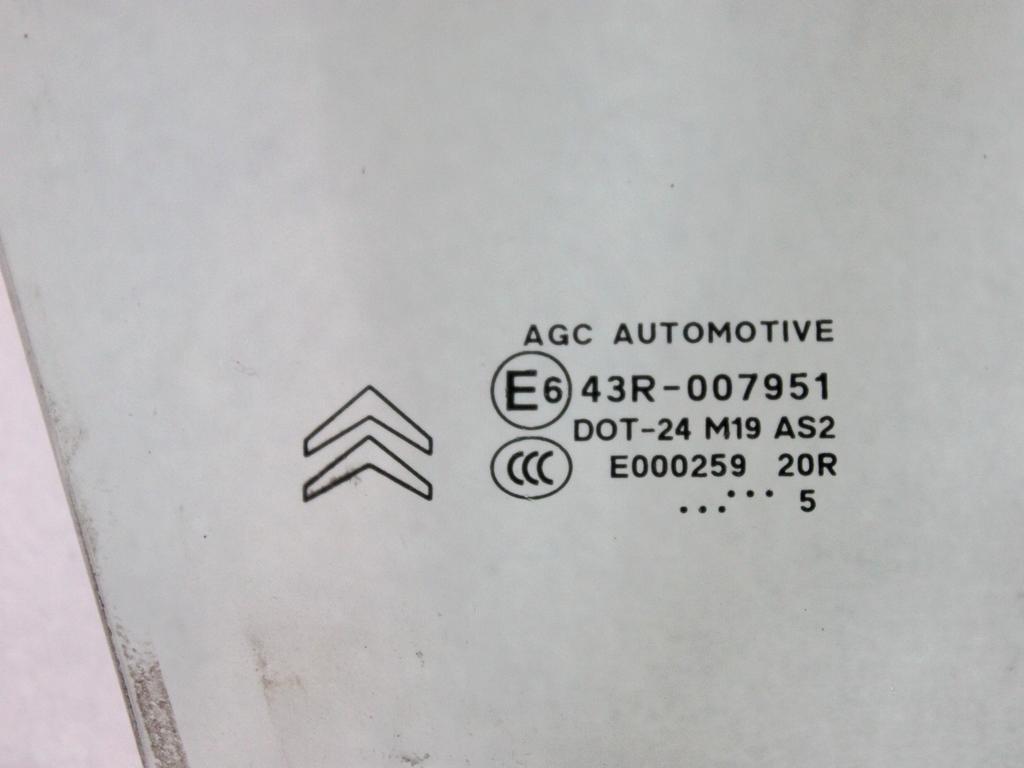 AGC AUTOMOTIVE
E6 43R-007951
DOT-24 M19 AS2
CCC E000259 20R
...... 5